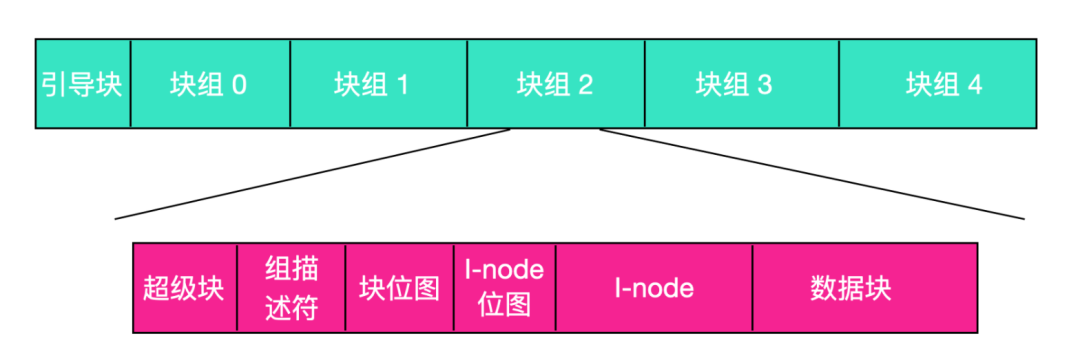 引导块
块组 0
块组 1
块组 2
块组 3
块组 4
超级块
组描
述符
块位图
I-node
位图
I-node
数据块